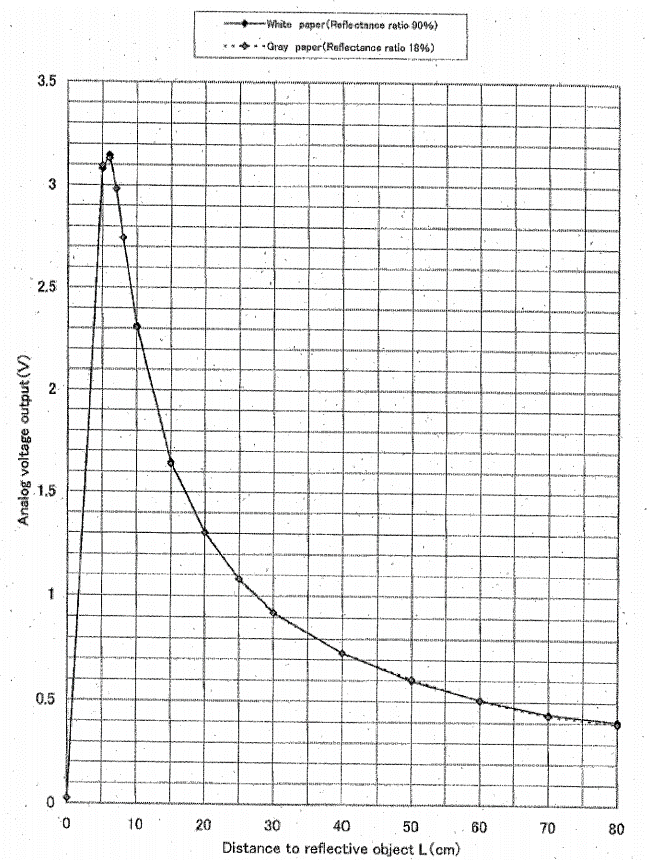 White paper(Reflectance ratio 90%)
Gray paper(Reflectance ratio 18%)
3.5
3
2.5
2
1.5
1
0.5
0
Analog voltage output(V)
0 10 20 30 40 50 60 70 80
Distance to reflective object L(cm)